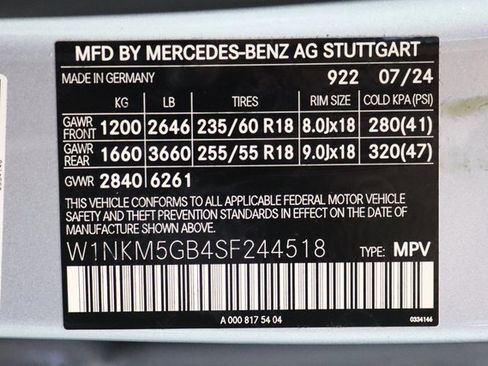 MFD BY MERCEDES-BENZ AG STUTTGART
MADE IN GERMANY 922 07/24
KG LB TIRES RIM SIZE COLD KPA (PSI)
GAWR FRONT 1200 2646 235/60 R18 8.0Jx18 280(41)
GAWR REAR 1660 3660 255/55 R18 9.0Jx18 320(47)
GVWR 2840 6261
THIS VEHICLE CONFORMS TO ALL APPLICABLE FEDERAL MOTOR VEHICLE
SAFETY AND THEFT PREVENTION STANDARDS IN EFFECT ON THE DATE OF
MANUFACTURE SHOWN ABOVE.
W1NKM5GB4SF244518 TYPE: MPV
A 000 817 54 04 0334146